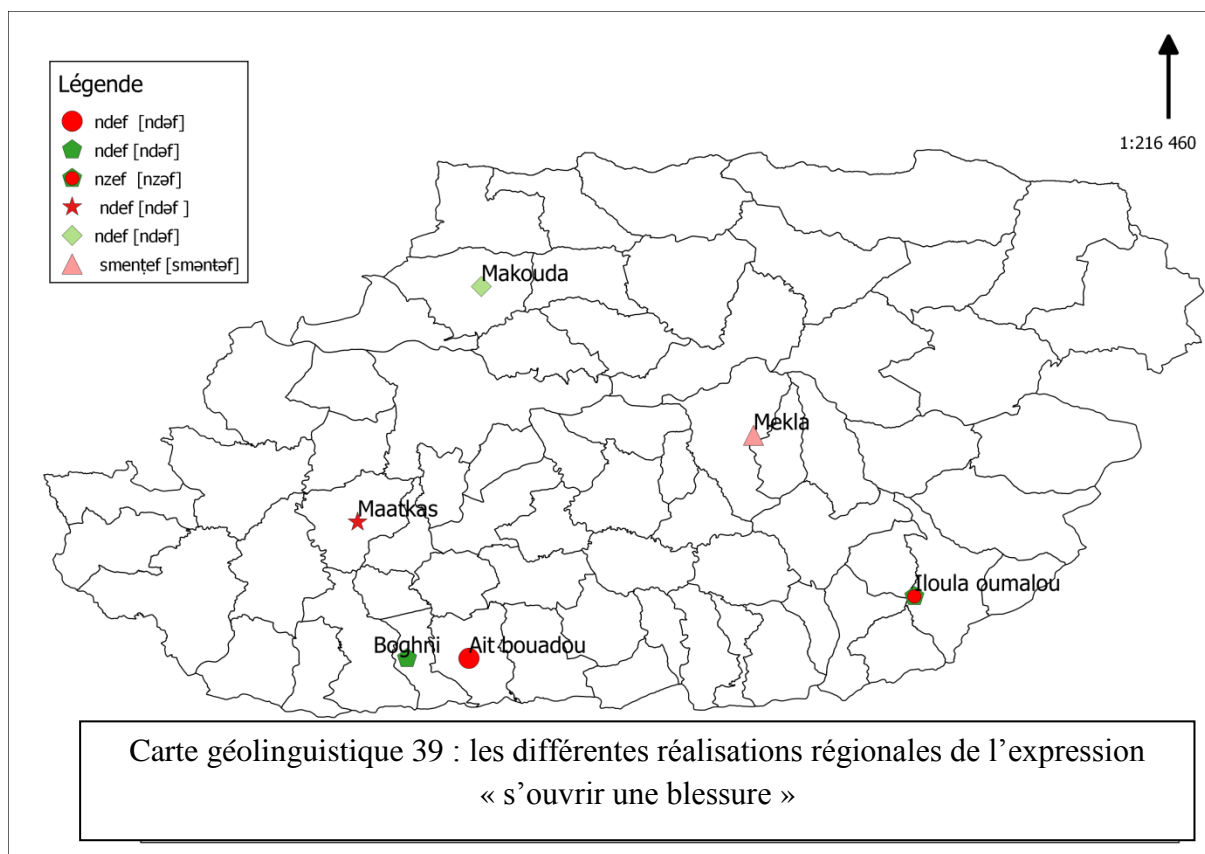 Légende
ndef [ndəf]
ndef [ndəf]
nzef [nzəf]
ndef [ndəf ]
ndef [ndəf]
smenṭef [smənŧəf]
1:216 460
Makouda
Mekla
Maatkas
Iloula oumalou
Boghni
Ait bouadou
Carte géolinguistique 39 : les différentes réalisations régionales de l’expression
« s’ouvrir une blessure »